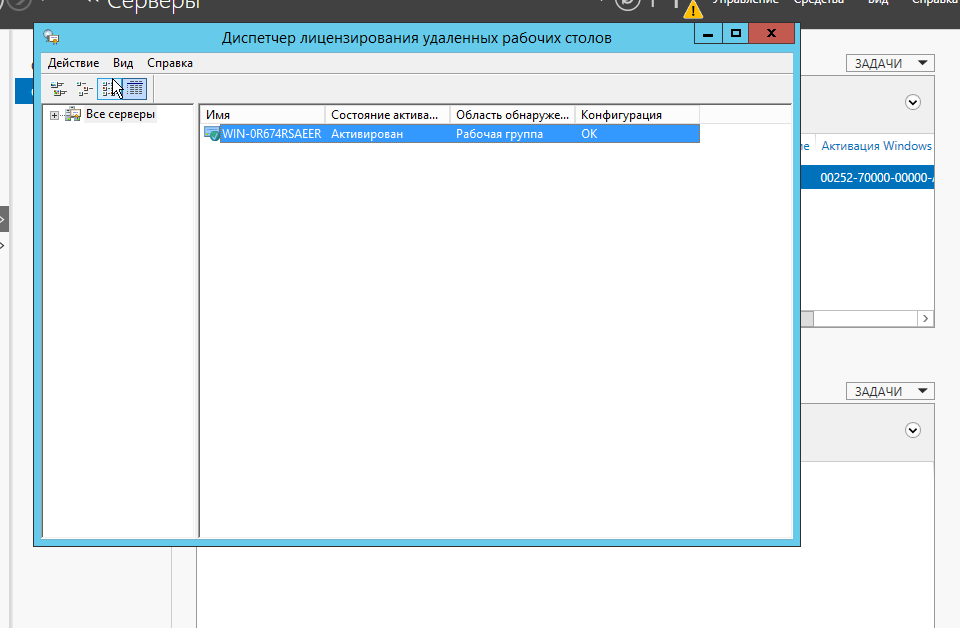 Серверы
Управление Средства Вид Справка
Диспетчер лицензирования удаленных рабочих столов
Действие Вид Справка
Все серверы
Имя Состояние актива... Область обнаруже... Конфигурация
WIN-0R674RSAEER Активирован Рабочая группа OK
ЗАДАЧИ
Активация Windows
00252-70000-00000-
ЗАДАЧИ